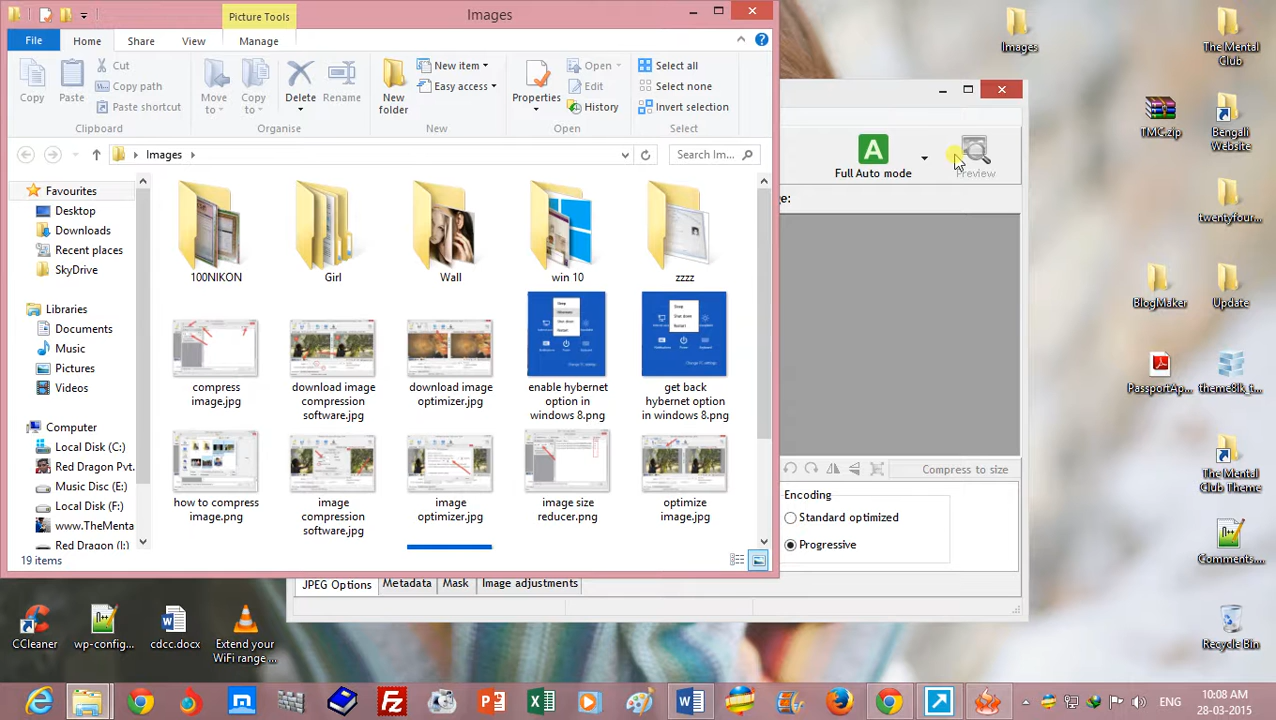 Picture Tools
Images
File
Home
Share
View
Manage
Copy
Paste
Cut
Copy path
Paste shortcut
Clipboard
Move to
Copy to
Delete
Rename
Organise
New folder
New item
Easy access
New
Properties
Open
Edit
History
Open
Select all
Select none
Invert selection
Select
Images
Search Im...
Favourites
Desktop
Downloads
Recent places
SkyDrive
Libraries
Documents
Music
Pictures
Videos
Computer
Local Disk (C:)
Red Dragon Pvt.
Music Disc (E:)
Local Disk (F:)
www.TheMenta
Red Dragon (I:)
100NIKON
Girl
Wall
win 10
zzzz
compress
image.jpg
download image
compression
software.jpg
download image
optimizer.jpg
enable hybernet
option in
windows 8.png
get back
hybernet option
in windows 8.png
how to compress
image.png
image
compression
software.jpg
image
optimizer.jpg
image size
reducer.png
optimize
image.jpg
19 items
Full Auto mode
Preview
Compress to size
Encoding
Standard optimized
Progressive
JPEG Options
Metadata
Mask
Image adjustments
Images
The Mental
Club
TMC.zip
Bengali
Website
twentyfour...
BlogMaker
Update
PassportAp...
theme8lk_t...
The Mental
Club Theme
Comments....
Recycle Bin
CCleaner
wp-config...
cdcc.docx
Extend your
WiFi range ...
ENG
10:08 AM
28-03-2015